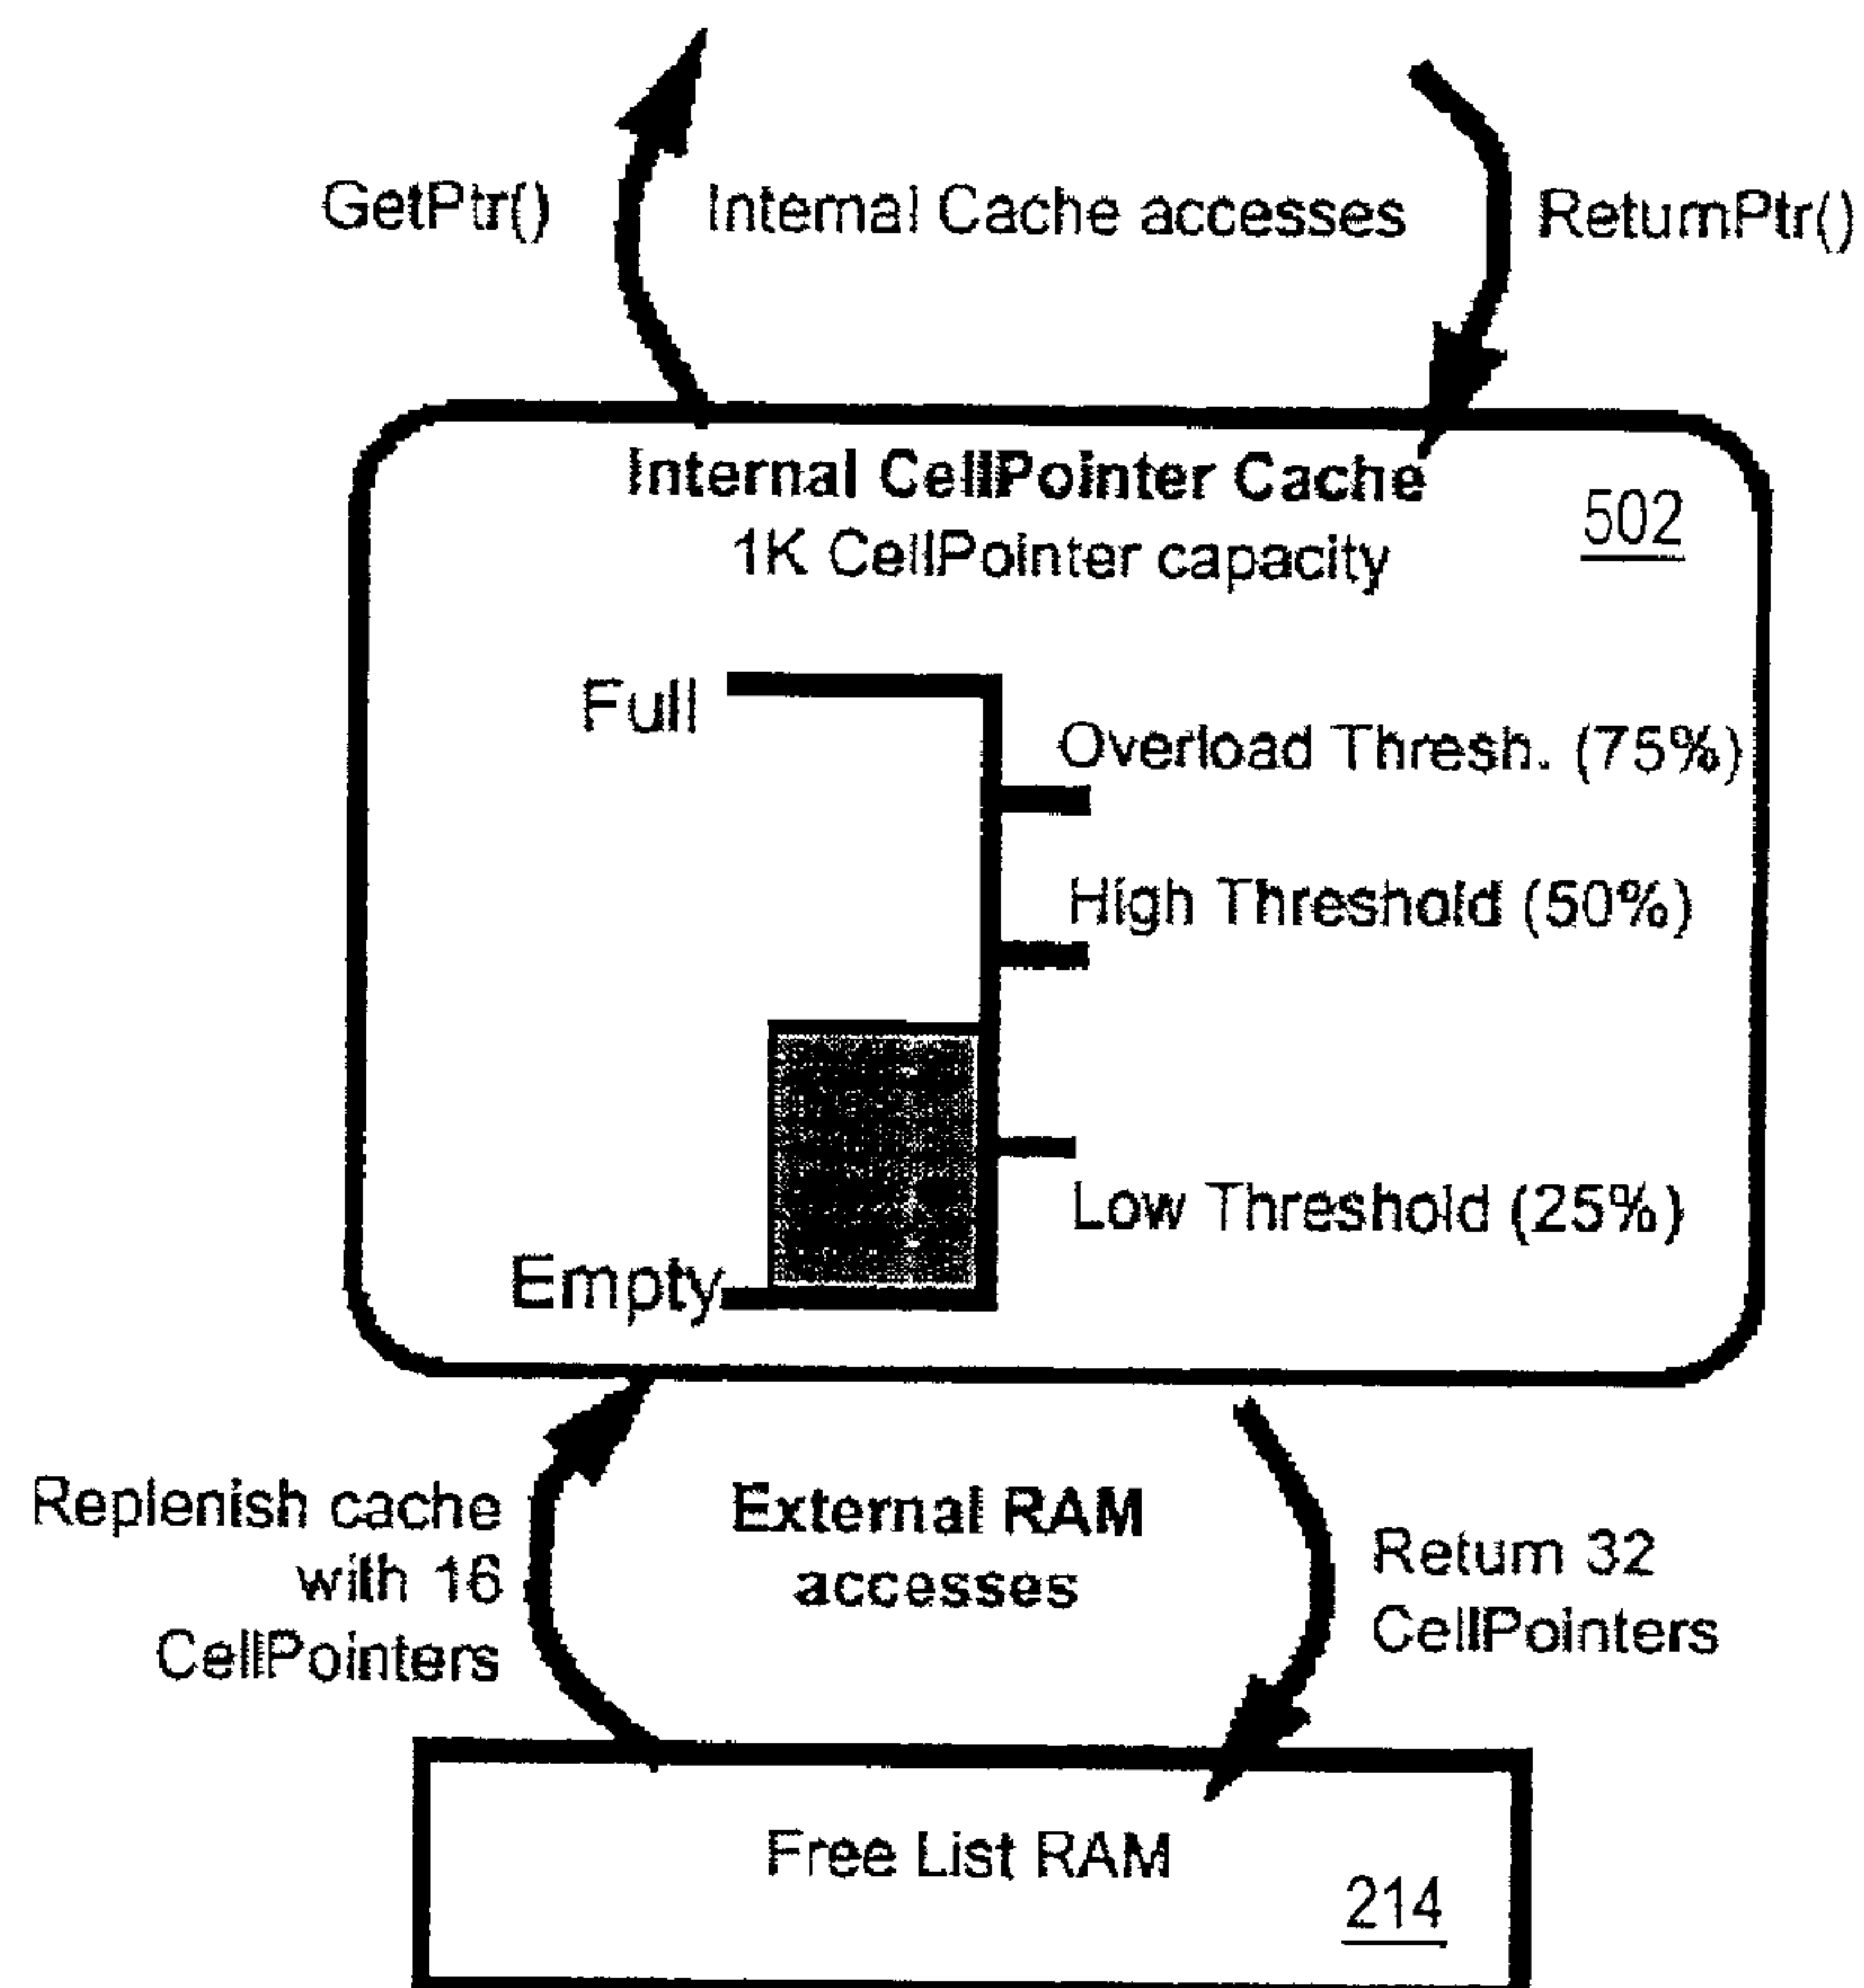 GetPtr()
Internal Cache accesses
ReturnPtr()
Internal CellPointer Cache
1K CellPointer capacity
502
Full
Overload Thresh. (75%)
High Threshold (50%)
Low Threshold (25%)
Empty
Replenish cache
with 16
CellPointers
External RAM
accesses
Return 32
CellPointers
Free List RAM
214